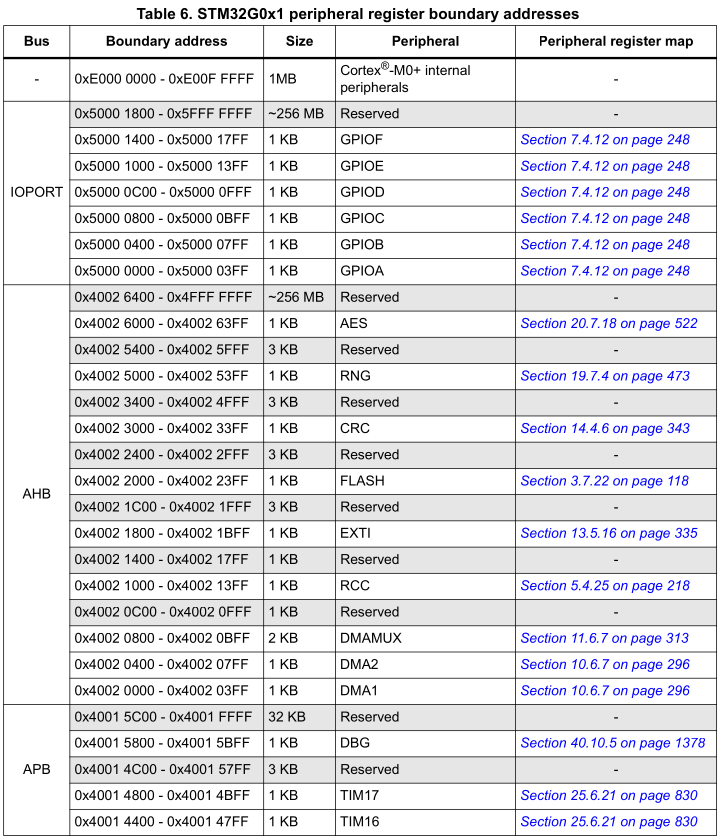 Table 6. STM32G0x1 peripheral register boundary addresses
Bus Boundary address Size Peripheral Peripheral register map
- 0xE000 0000 - 0xE00F FFFF 1MB Cortex®-M0+ internal peripherals -
IOPORT
0x5000 1800 - 0x5FFF FFFF ~256 MB Reserved -
0x5000 1400 - 0x5000 17FF 1 KB GPIOF Section 7.4.12 on page 248
0x5000 1000 - 0x5000 13FF 1 KB GPIOE Section 7.4.12 on page 248
0x5000 0C00 - 0x5000 0FFF 1 KB GPIOD Section 7.4.12 on page 248
0x5000 0800 - 0x5000 0BFF 1 KB GPIOC Section 7.4.12 on page 248
0x5000 0400 - 0x5000 07FF 1 KB GPIOB Section 7.4.12 on page 248
0x5000 0000 - 0x5000 03FF 1 KB GPIOA Section 7.4.12 on page 248
AHB
0x4002 6400 - 0x4FFF FFFF ~256 MB Reserved -
0x4002 6000 - 0x4002 63FF 1 KB AES Section 20.7.18 on page 522
0x4002 5400 - 0x4002 5FFF 3 KB Reserved -
0x4002 5000 - 0x4002 53FF 1 KB RNG Section 19.7.4 on page 473
0x4002 3400 - 0x4002 4FFF 3 KB Reserved -
0x4002 3000 - 0x4002 33FF 1 KB CRC Section 14.4.6 on page 343
0x4002 2400 - 0x4002 2FFF 3 KB Reserved -
0x4002 2000 - 0x4002 23FF 1 KB FLASH Section 3.7.22 on page 118
0x4002 1C00 - 0x4002 1FFF 3 KB Reserved -
0x4002 1800 - 0x4002 1BFF 1 KB EXTI Section 13.5.16 on page 335
0x4002 1400 - 0x4002 17FF 1 KB Reserved -
0x4002 1000 - 0x4002 13FF 1 KB RCC Section 5.4.25 on page 218
0x4002 0C00 - 0x4002 0FFF 1 KB Reserved -
0x4002 0800 - 0x4002 0BFF 2 KB DMAMUX Section 11.6.7 on page 313
0x4002 0400 - 0x4002 07FF 1 KB DMA2 Section 10.6.7 on page 296
0x4002 0000 - 0x4002 03FF 1 KB DMA1 Section 10.6.7 on page 296
APB
0x4001 5C00 - 0x4001 FFFF 32 KB Reserved -
0x4001 5800 - 0x4001 5BFF 1 KB DBG Section 40.10.5 on page 1378
0x4001 4C00 - 0x4001 57FF 3 KB Reserved -
0x4001 4800 - 0x4001 4BFF 1 KB TIM17 Section 25.6.21 on page 830
0x4001 4400 - 0x4001 47FF 1 KB TIM16 Section 25.6.21 on page 830